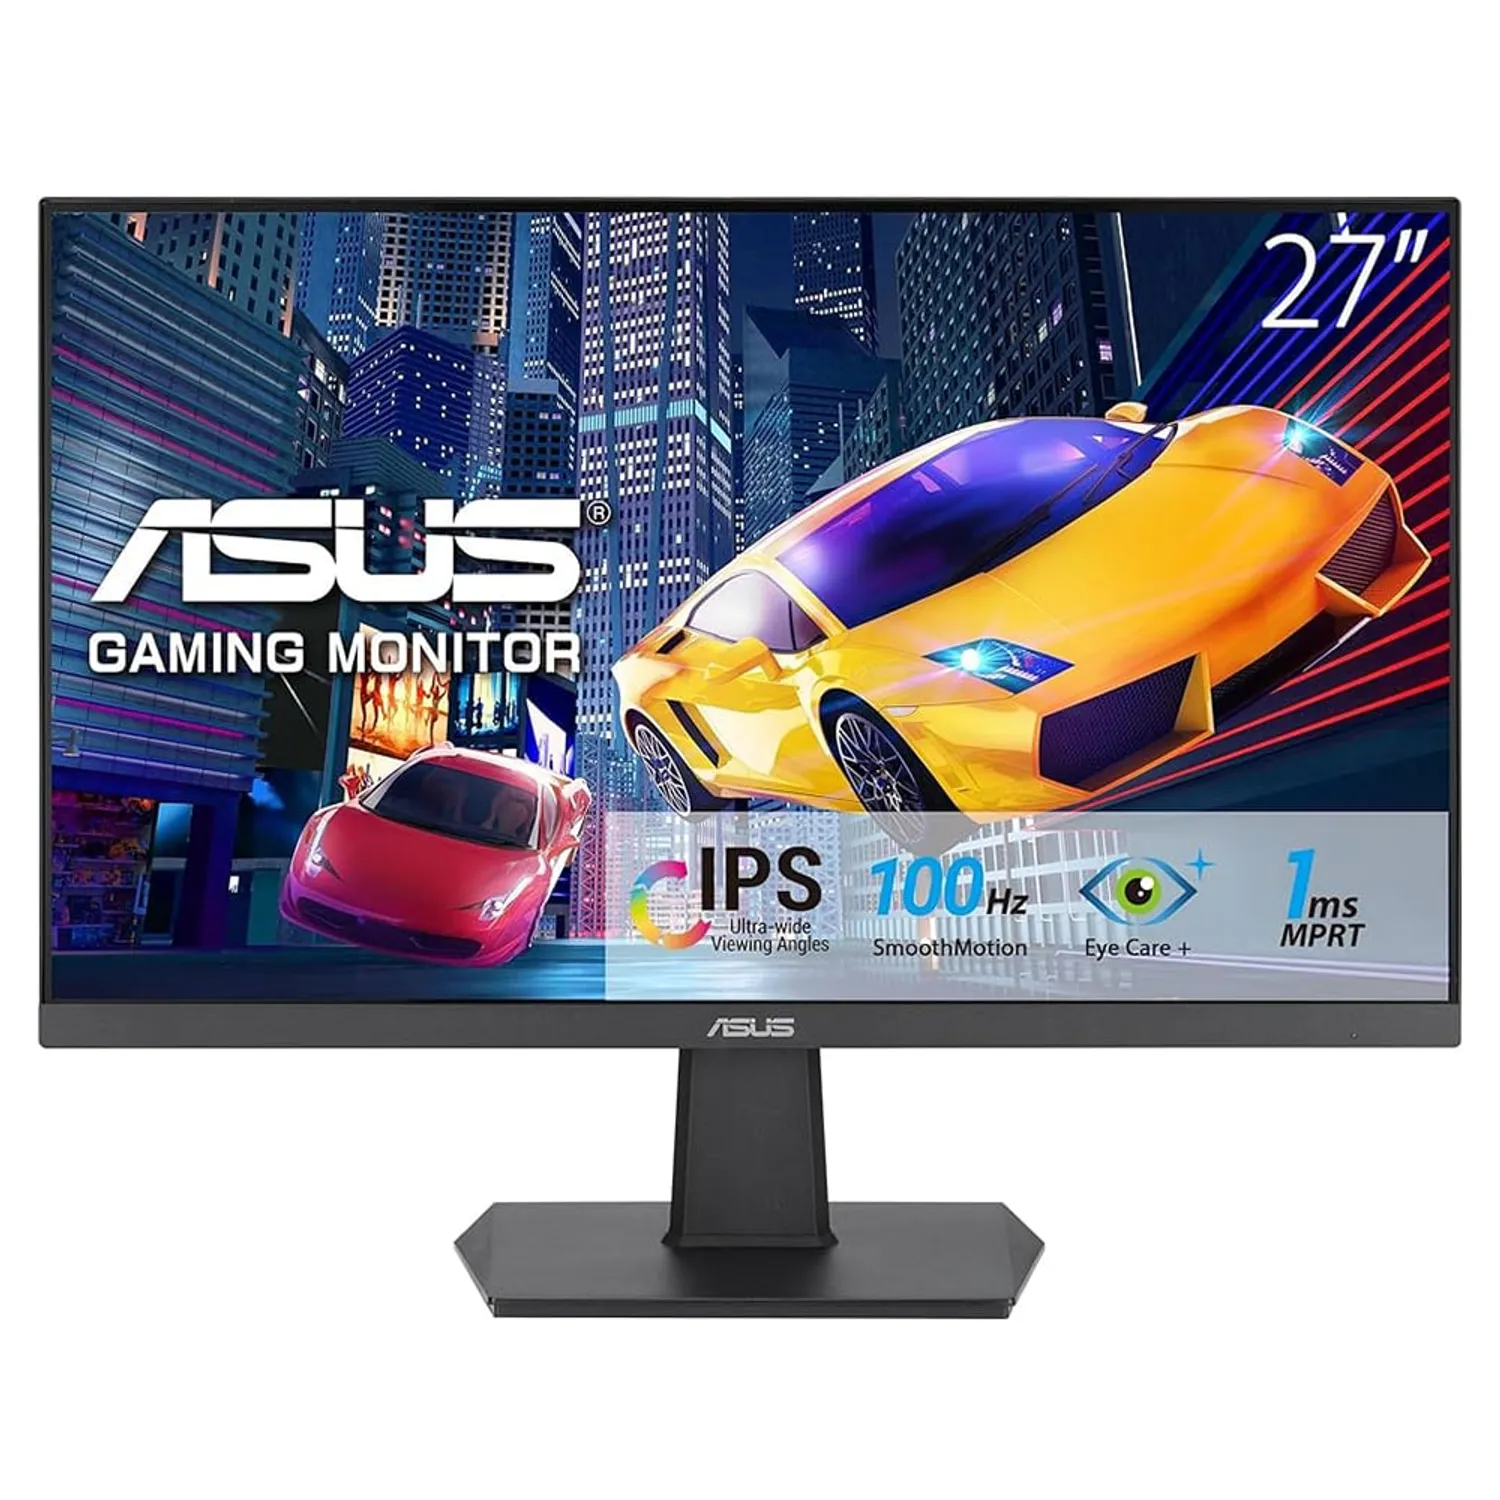 27"
ASUS®
GAMING MONITOR
IPS
Ultra-wide
Viewing Angles
100Hz
SmoothMotion
Eye Care +
1ms
MPRT
ASUS